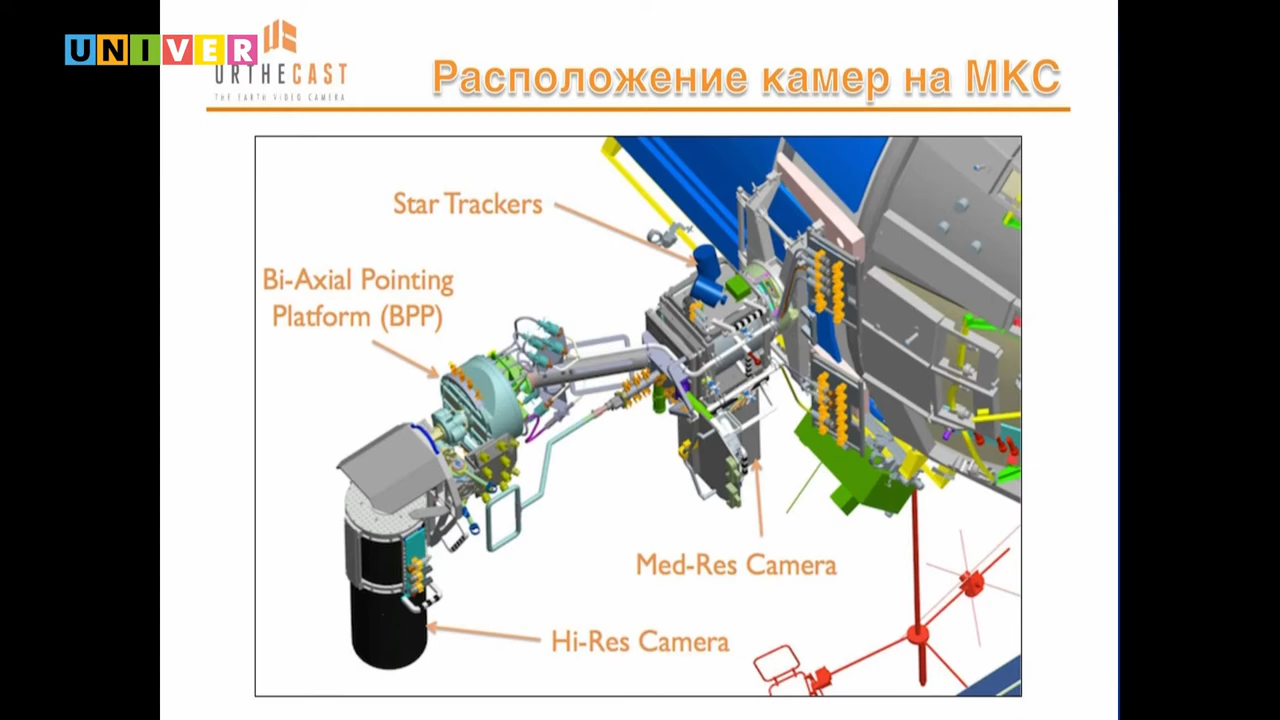 UNIVER
URTHECAST
THE EARTH VIDEO CAMERA
Расположение камер на МКС
Star Trackers
Bi-Axial Pointing
Platform (BPP)
Med-Res Camera
Hi-Res Camera